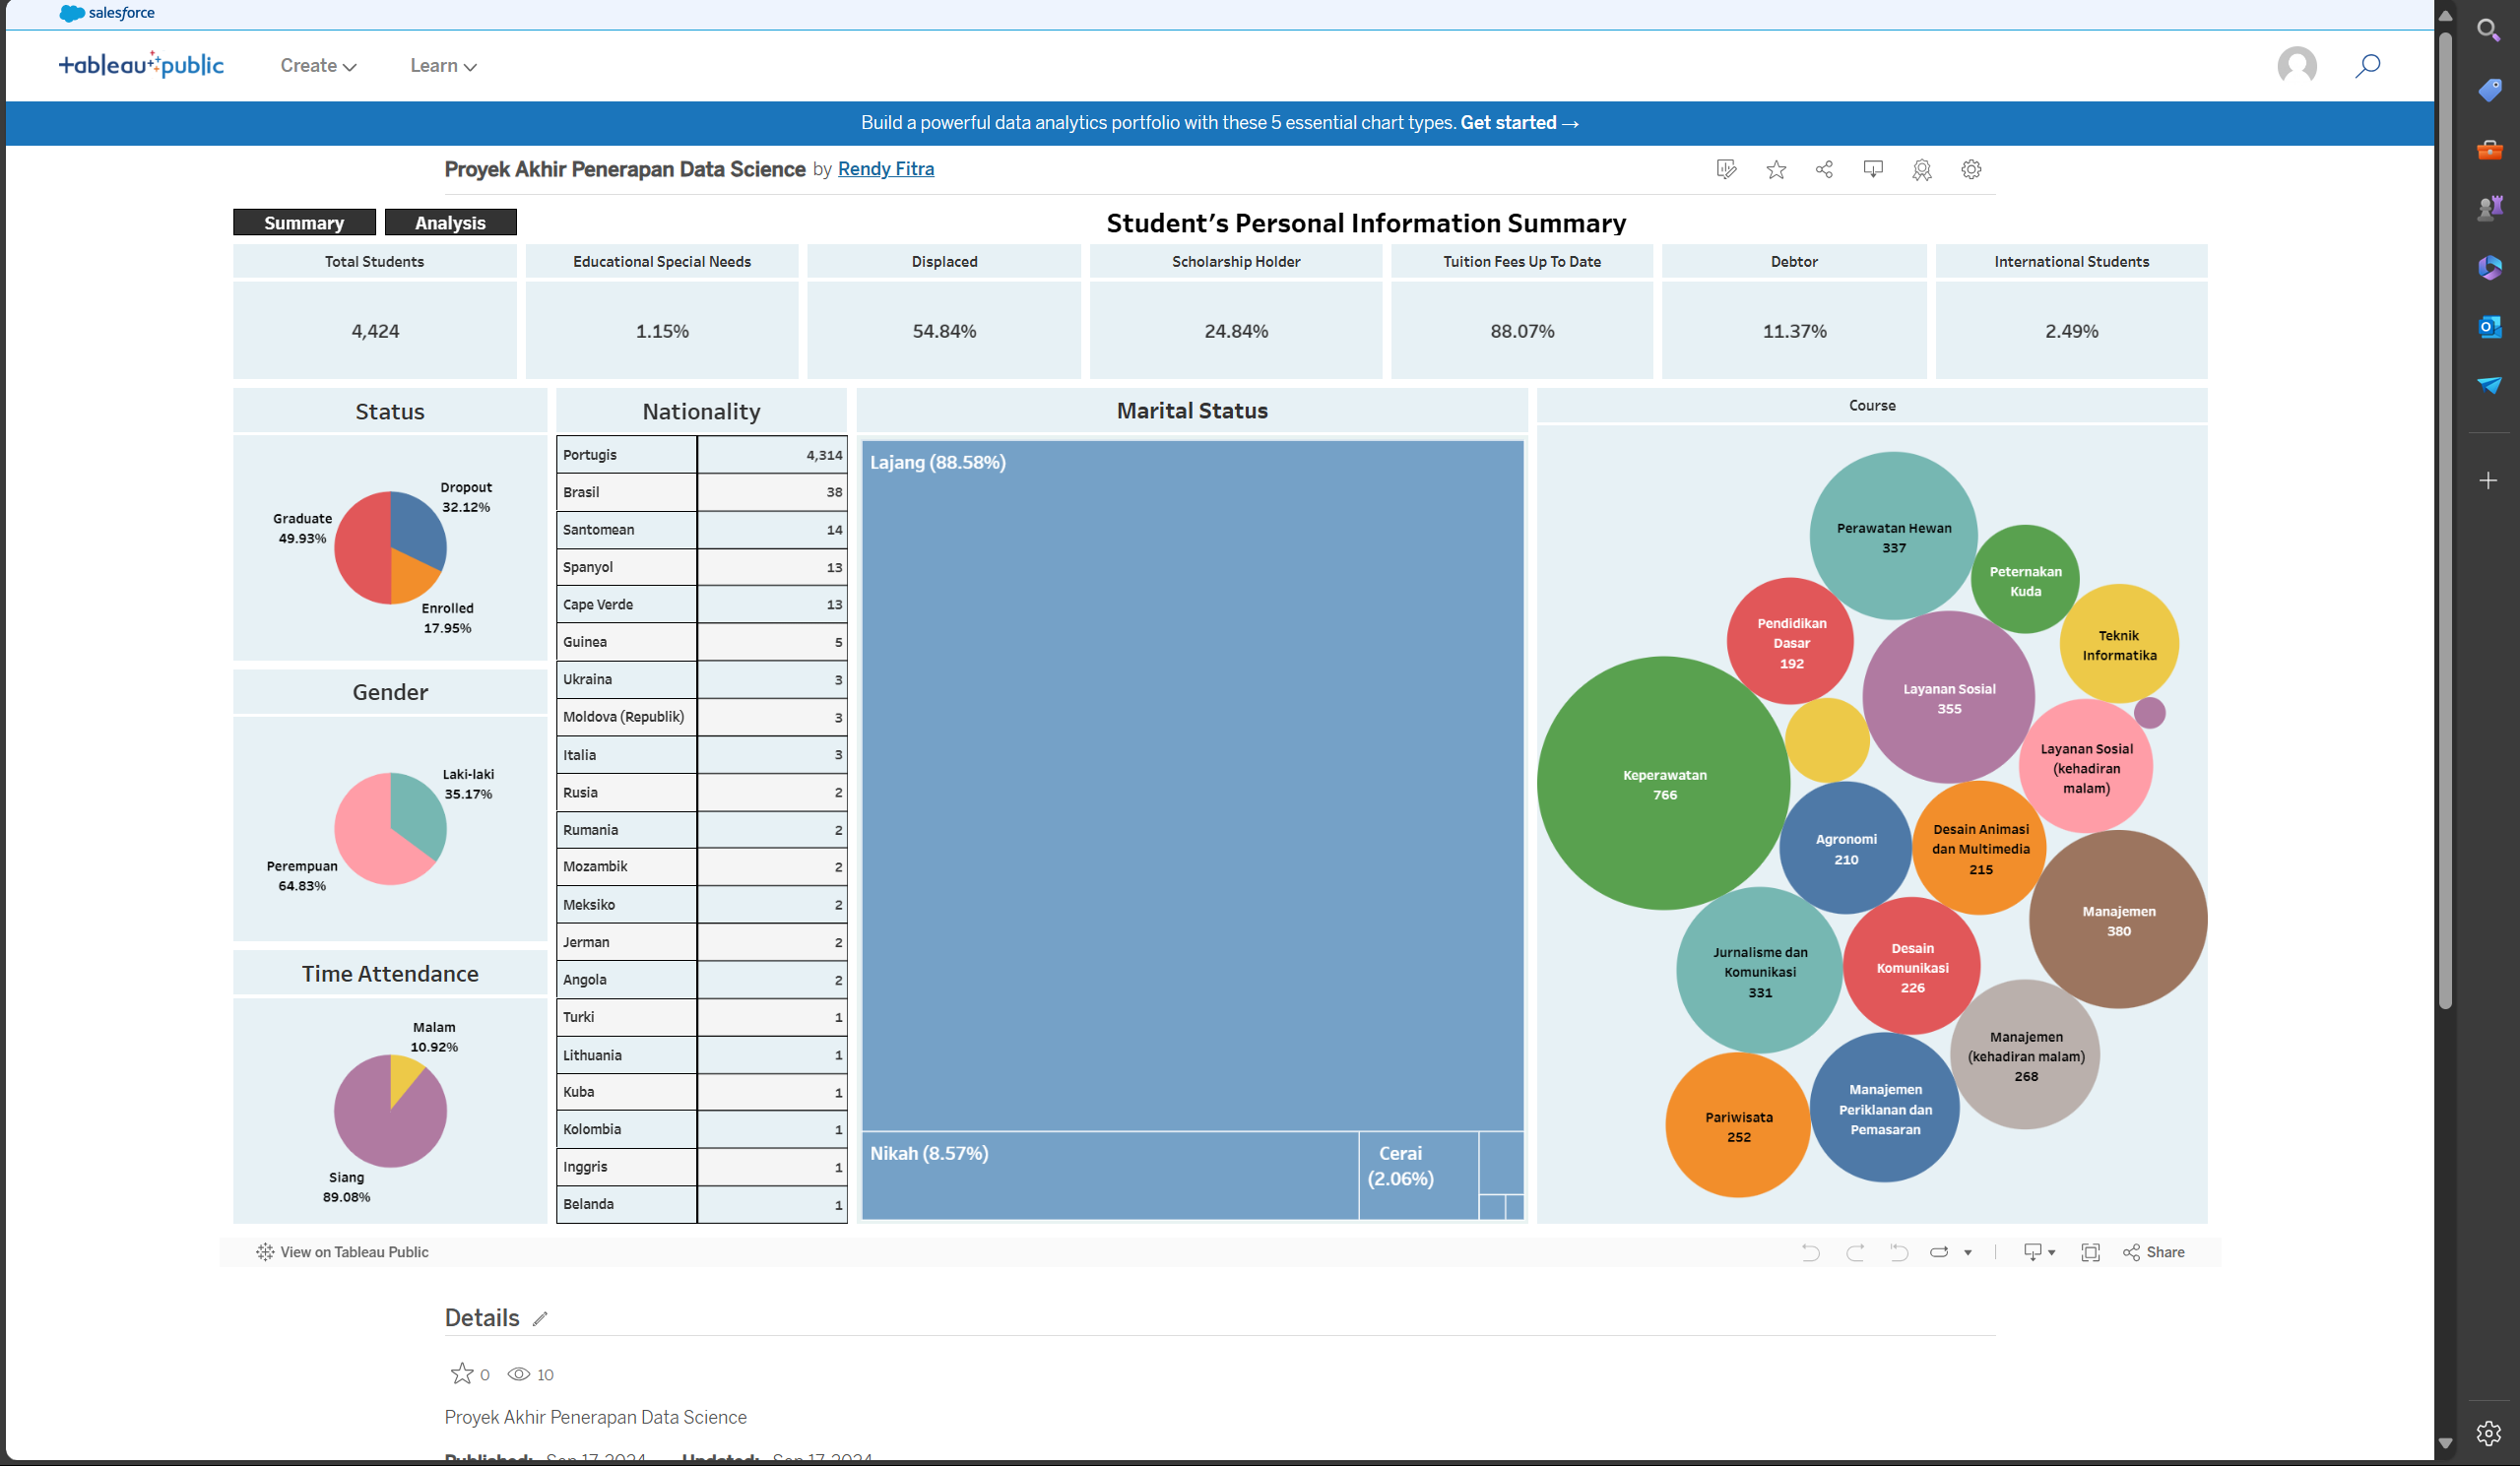 salesforce
+ableau public
Create
Learn
Build a powerful data analytics portfolio with these 5 essential chart types. Get started →
Proyek Akhir Penerapan Data Science by Rendy Fitra
Summary
Analysis
Student's Personal Information Summary
Total Students
Educational Special Needs
Displaced
Scholarship Holder
Tuition Fees Up To Date
Debtor
International Students
4,424
1.15%
54.84%
24.84%
88.07%
11.37%
2.49%
Status
Dropout
32.12%
Graduate
49.93%
Enrolled
17.95%
Gender
Laki-laki
35.17%
Perempuan
64.83%
Time Attendance
Malam
10.92%
Siang
89.08%
Nationality
Portugis 4,314
Brasil 38
Santomean 14
Spanyol 13
Cape Verde 13
Guinea 5
Ukraina 3
Moldova (Republik) 3
Italia 3
Rusia 2
Rumania 2
Mozambik 2
Meksiko 2
Jerman 2
Angola 2
Turki 1
Lithuania 1
Kuba 1
Kolombia 1
Inggris 1
Belanda 1
Marital Status
Lajang (88.58%)
Nikah (8.57%)
Cerai
(2.06%)
Course
Perawatan Hewan
337
Peternakan
Kuda
Pendidikan
Dasar
192
Teknik
Informatika
Layanan Sosial
355
Layanan Sosial
(kehadiran
malam)
Keperawatan
766
Agronomi
210
Desain Animasi
dan Multimedia
215
Manajemen
380
Jurnalisme dan
Komunikasi
331
Desain
Komunikasi
226
Manajemen
(kehadiran malam)
268
Pariwisata
252
Manajemen
Periklanan dan
Pemasaran
View on Tableau Public
Share
Details
0
10
Proyek Akhir Penerapan Data Science
Published: Sep 17, 2024 Updated: Sep 17, 2024